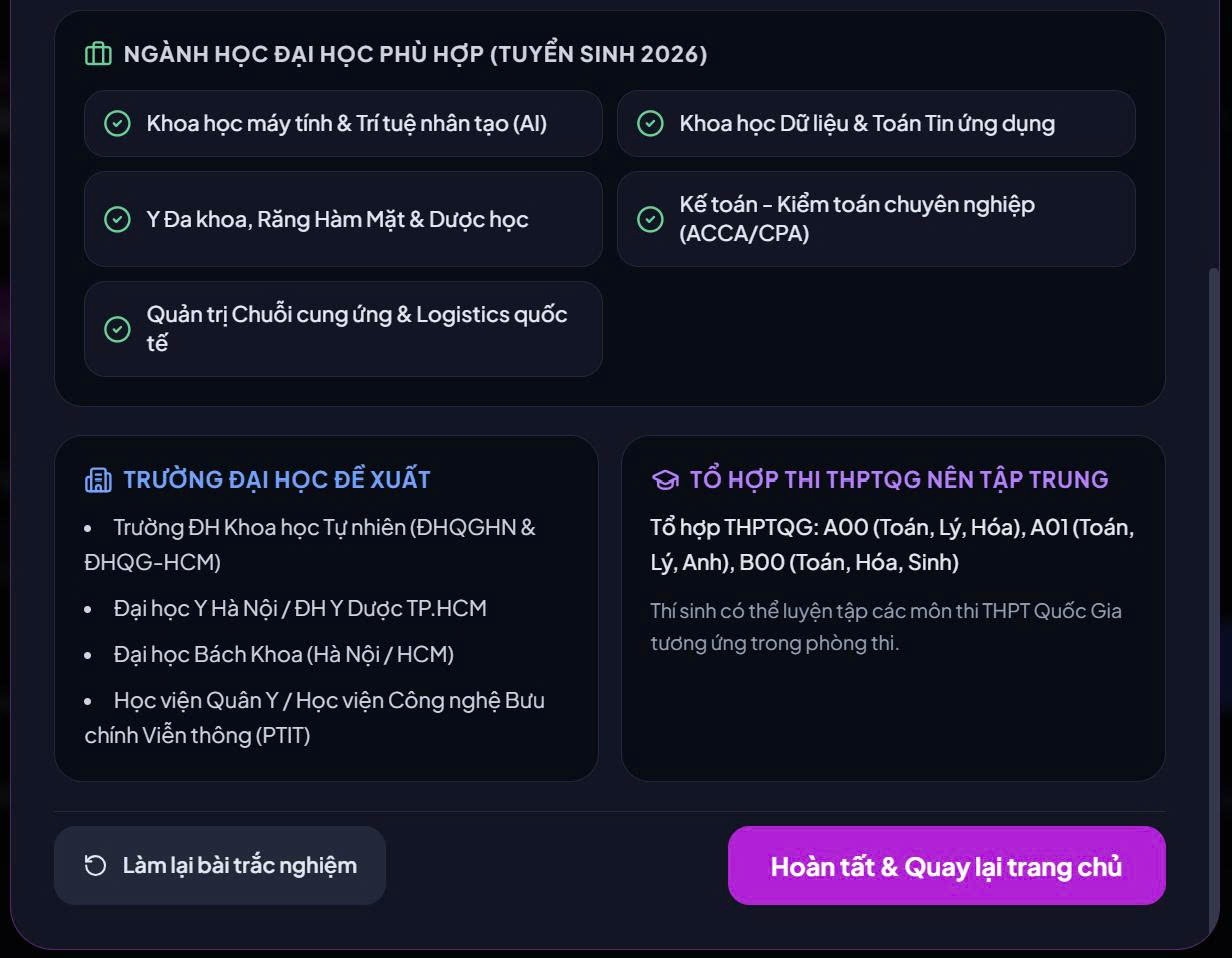 NGÀNH HỌC ĐẠI HỌC PHÙ HỢP (TUYỂN SINH 2026)
Khoa học máy tính & Trí tuệ nhân tạo (AI)
Khoa học Dữ liệu & Toán Tin ứng dụng
Y Đa khoa, Răng Hàm Mặt & Dược học
Kế toán - Kiểm toán chuyên nghiệp
(ACCA/CPA)
Quản trị Chuỗi cung ứng & Logistics quốc
tế
TRƯỜNG ĐẠI HỌC ĐỀ XUẤT
• Trường ĐH Khoa học Tự nhiên (ĐHQGHN &
ĐHQG-HCM)
• Đại học Y Hà Nội / ĐH Y Dược TP.HCM
• Đại học Bách Khoa (Hà Nội / HCM)
• Học viện Quân Y / Học viện Công nghệ Bưu
chính Viễn thông (PTIT)
TỔ HỢP THI THPTQG NÊN TẬP TRUNG
Tổ hợp THPTQG: A00 (Toán, Lý, Hóa), A01 (Toán,
Lý, Anh), B00 (Toán, Hóa, Sinh)
Thí sinh có thể luyện tập các môn thi THPT Quốc Gia
tương ứng trong phòng thi.
Làm lại bài trắc nghiệm
Hoàn tất & Quay lại trang chủ